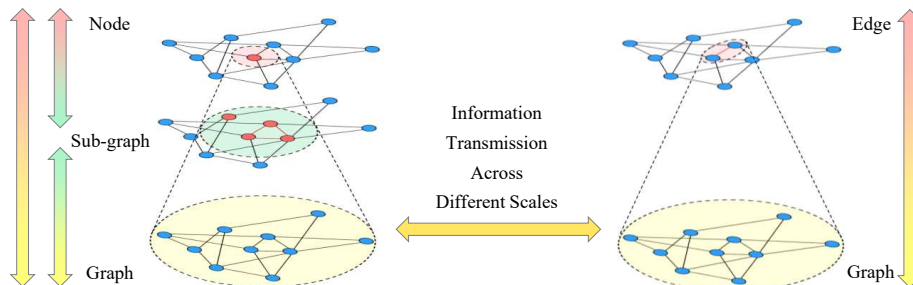 Node
Edge
Sub-graph
Information
Transmission
Across
Different Scales
Graph
Graph